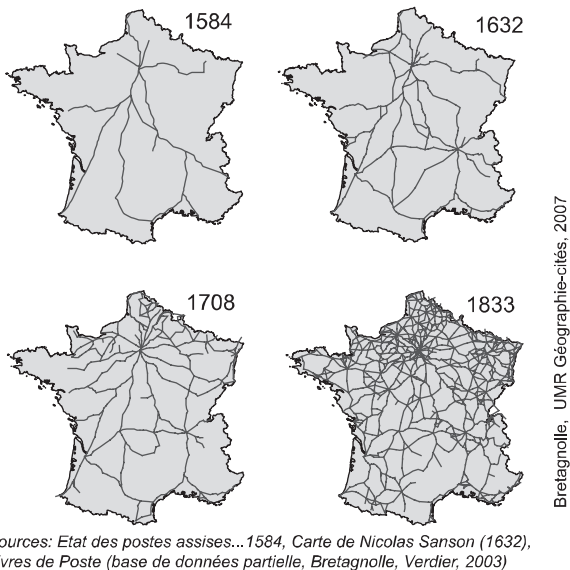 1584
1632
1708
1833
Bretagnolle, UMR Géographie-cités, 2007
ources: Etat des postes assises...1584, Carte de Nicolas Sanson (1632),
vres de Poste (base de données partielle, Bretagnolle, Verdier, 2003)